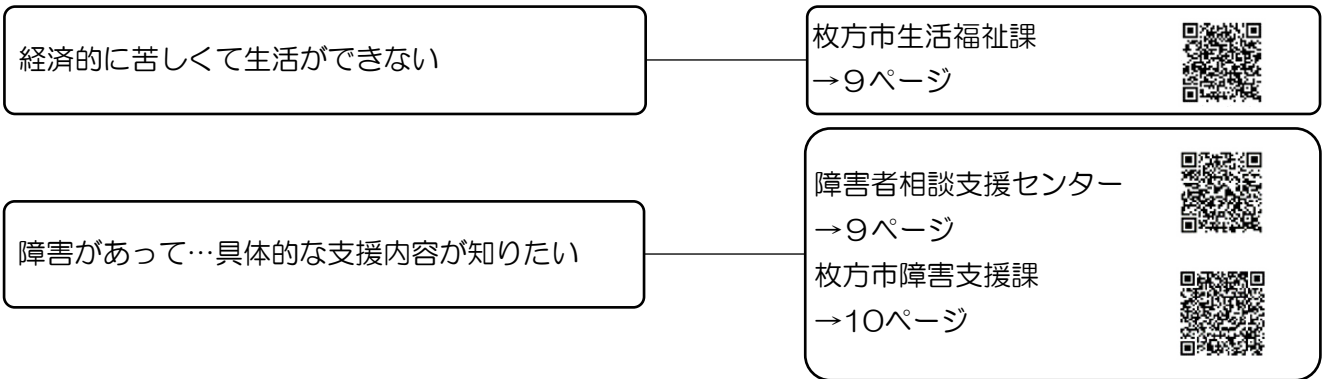 経済的に苦しくて生活ができない
枚方市生活福祉課
→９ページ
障害があって…具体的な支援内容が知りたい
障害者相談支援センター
→９ページ
枚方市障害支援課
→10ページ